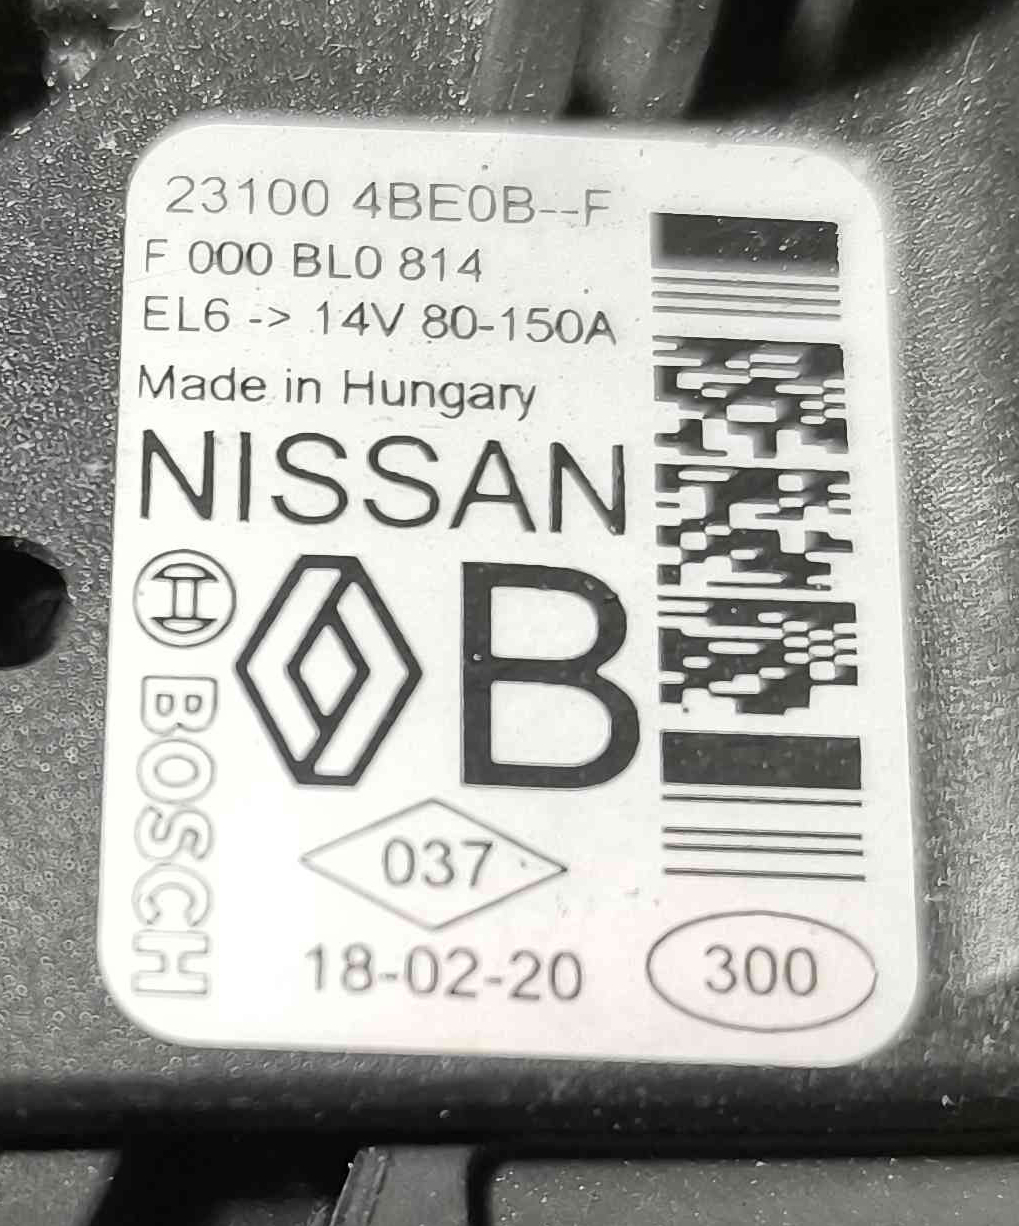 23100 4BE0B--F
F 000 BL0 814
EL6 -> 14V 80-150A
Made in Hungary
NISSAN
B
BOSCH
037
18-02-20
300